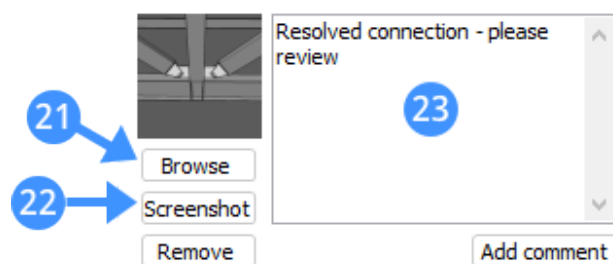 Resolved connection - please
review
23
21
Browse
22
Screenshot
Remove
Add comment